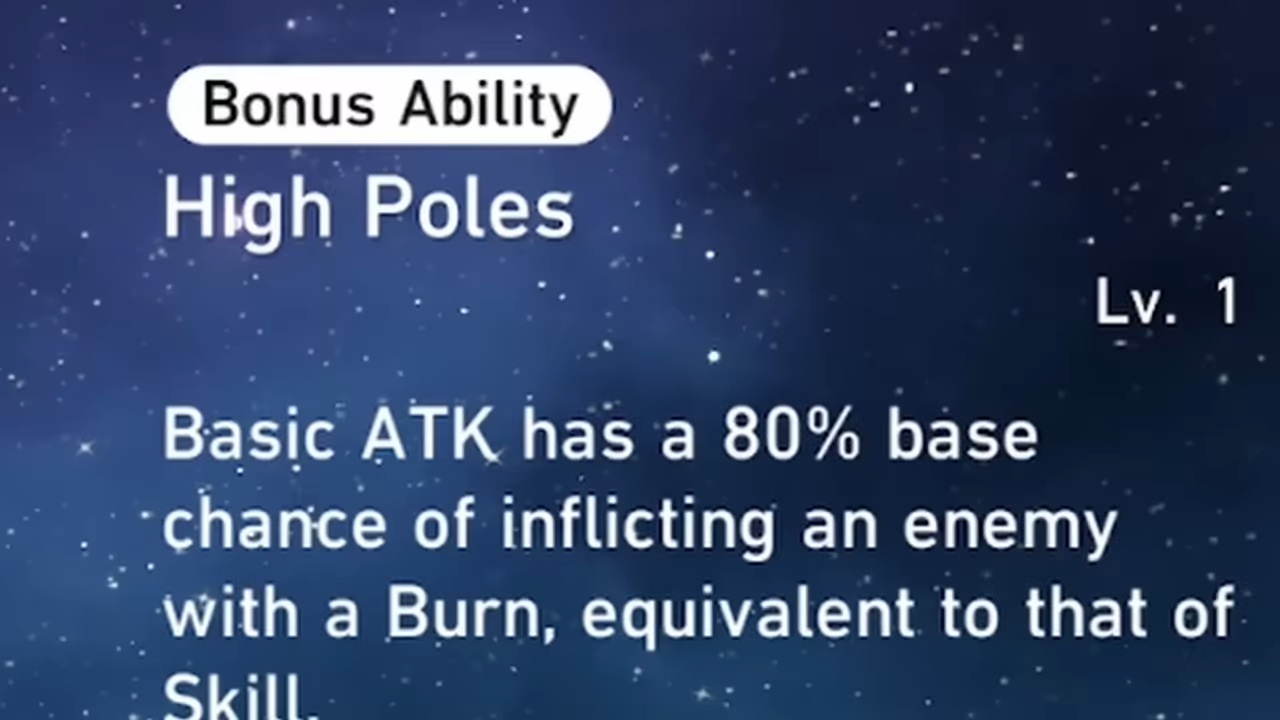 Bonus Ability
High Poles
Lv. 1
Basic ATK has a 80% base
chance of inflicting an enemy
with a Burn, equivalent to that of
Skill.